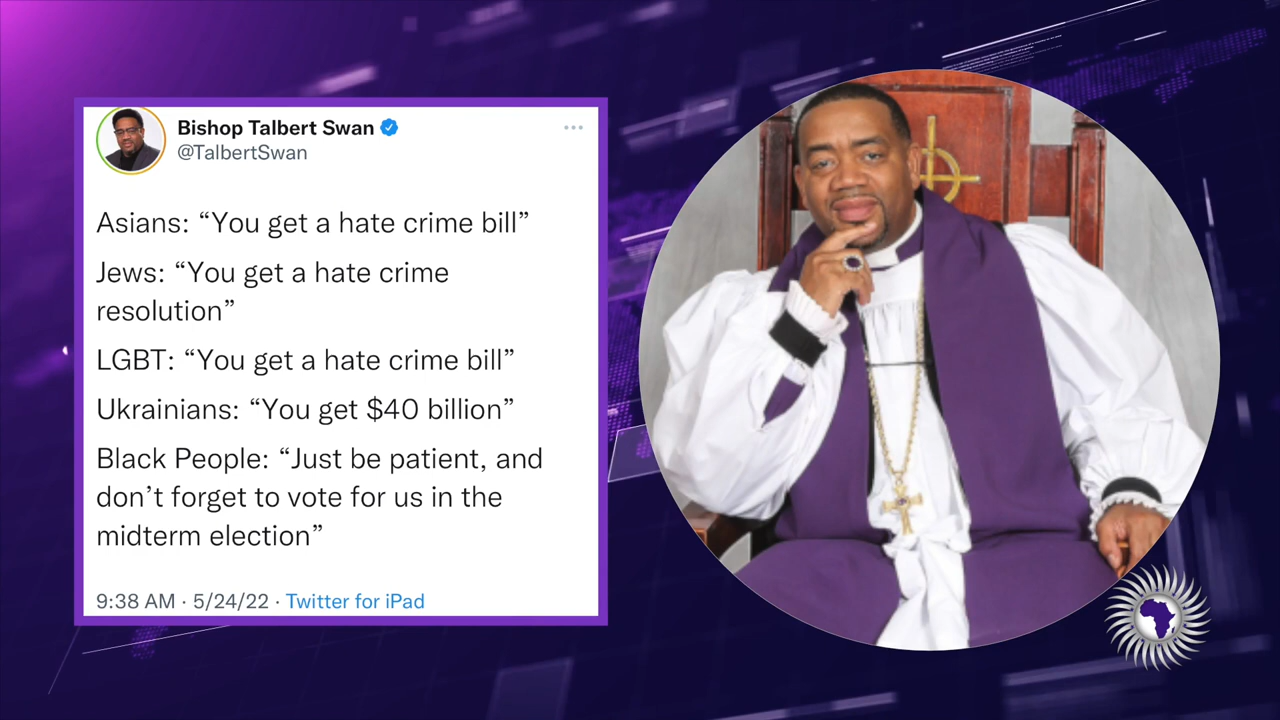 Bishop Talbert Swan
@TalbertSwan
Asians: “You get a hate crime bill”
Jews: “You get a hate crime
resolution”
LGBT: “You get a hate crime bill”
Ukrainians: “You get $40 billion”
Black People: “Just be patient, and
don’t forget to vote for us in the
midterm election”
9:38 AM · 5/24/22 · Twitter for iPad